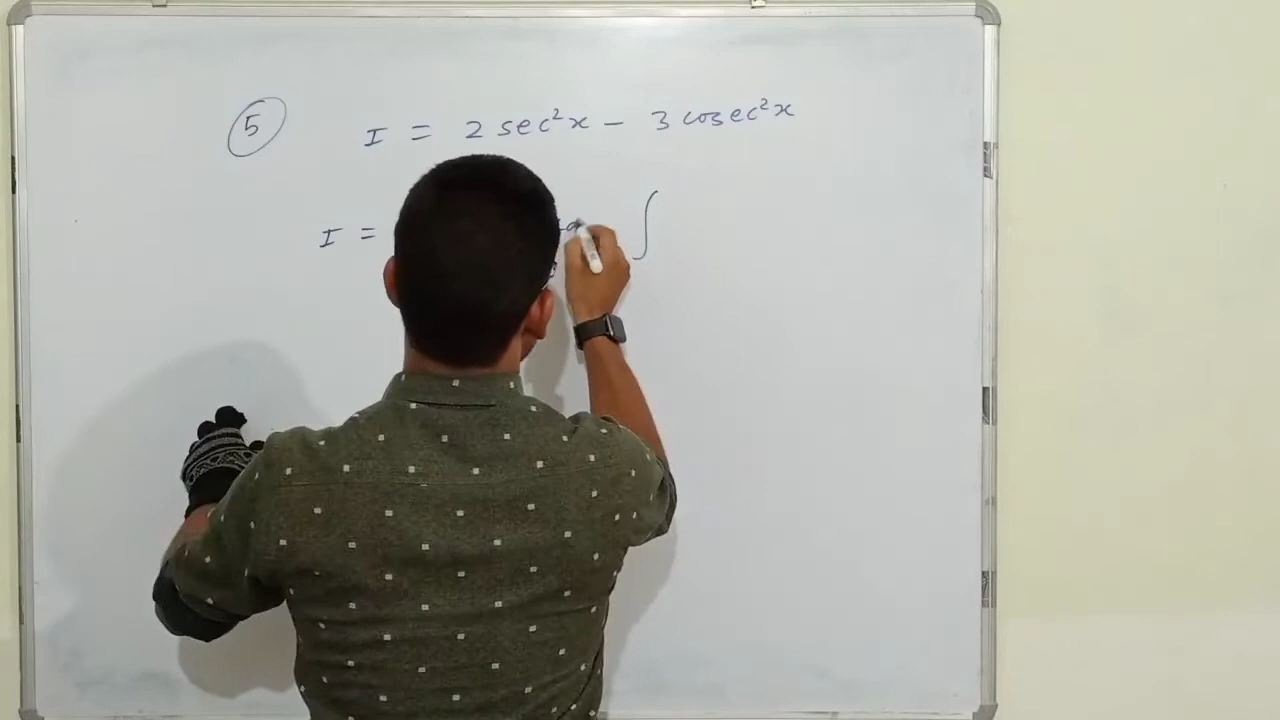 5 I = 2 sec²x - 3 cosec²x
I = ∫